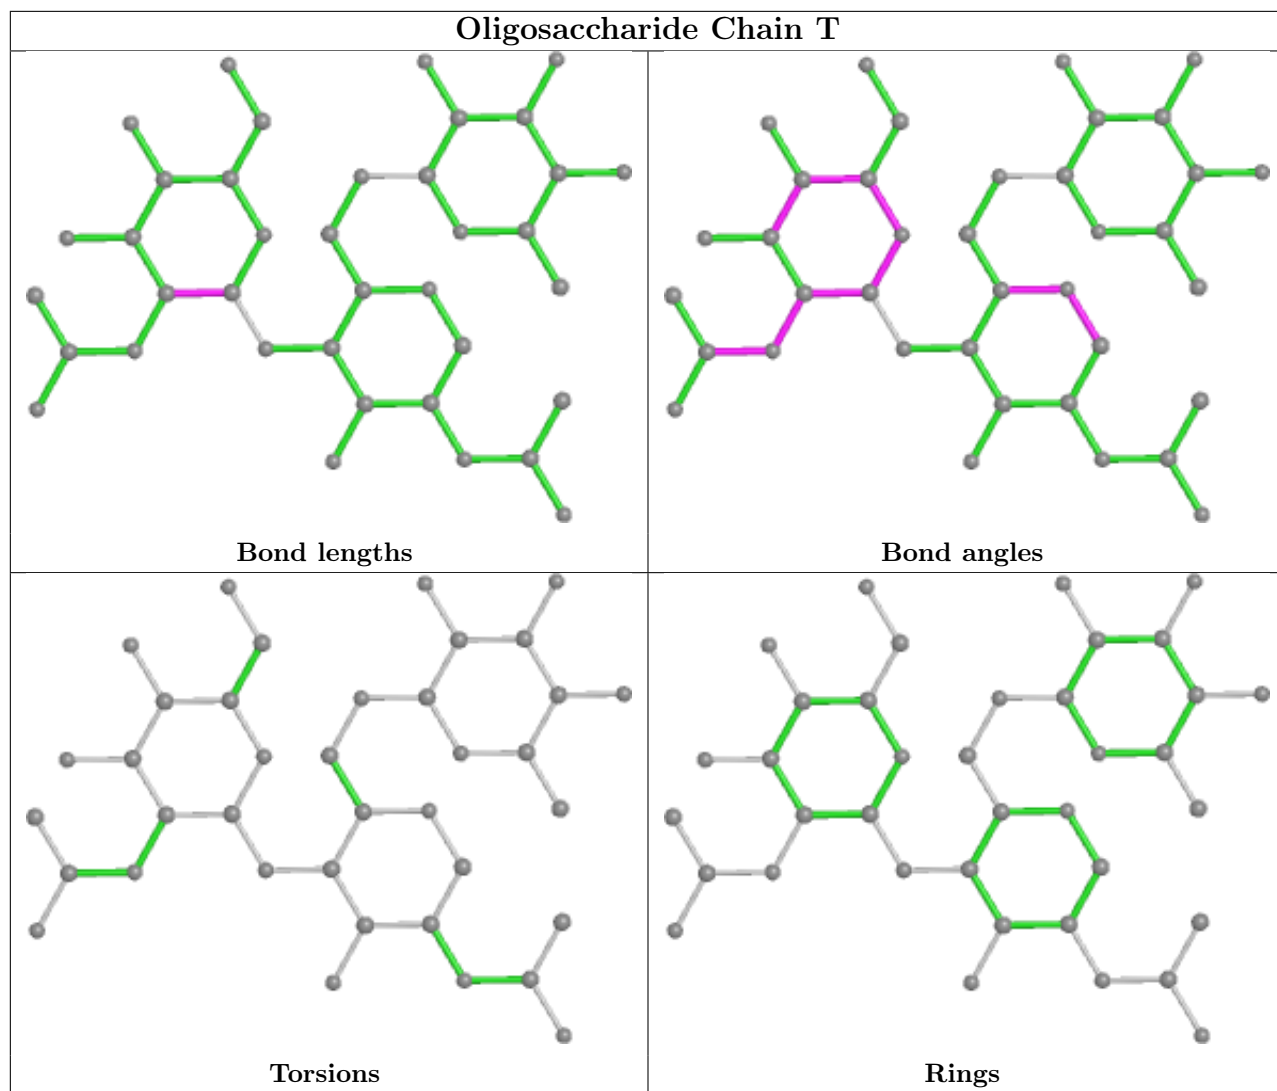 Oligosaccharide Chain T
Bond lengths
Bond angles
Torsions
Rings